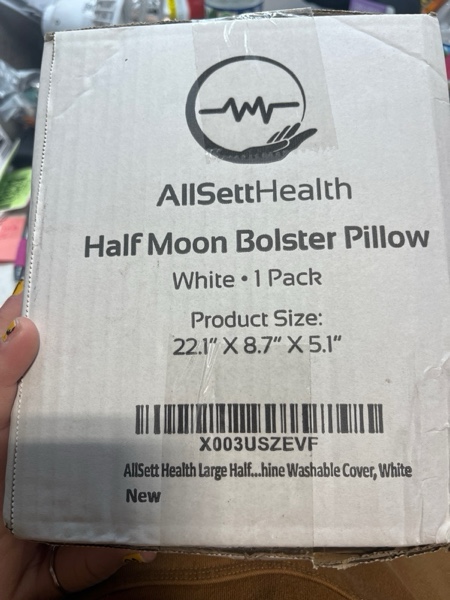 AllSettHealth
Half Moon Bolster Pillow
White • 1 Pack
Product Size:
22.1" X 8.7" X 5.1"
X003USZEVF
AllSett Health Large Half...hine Washable Cover, White
New